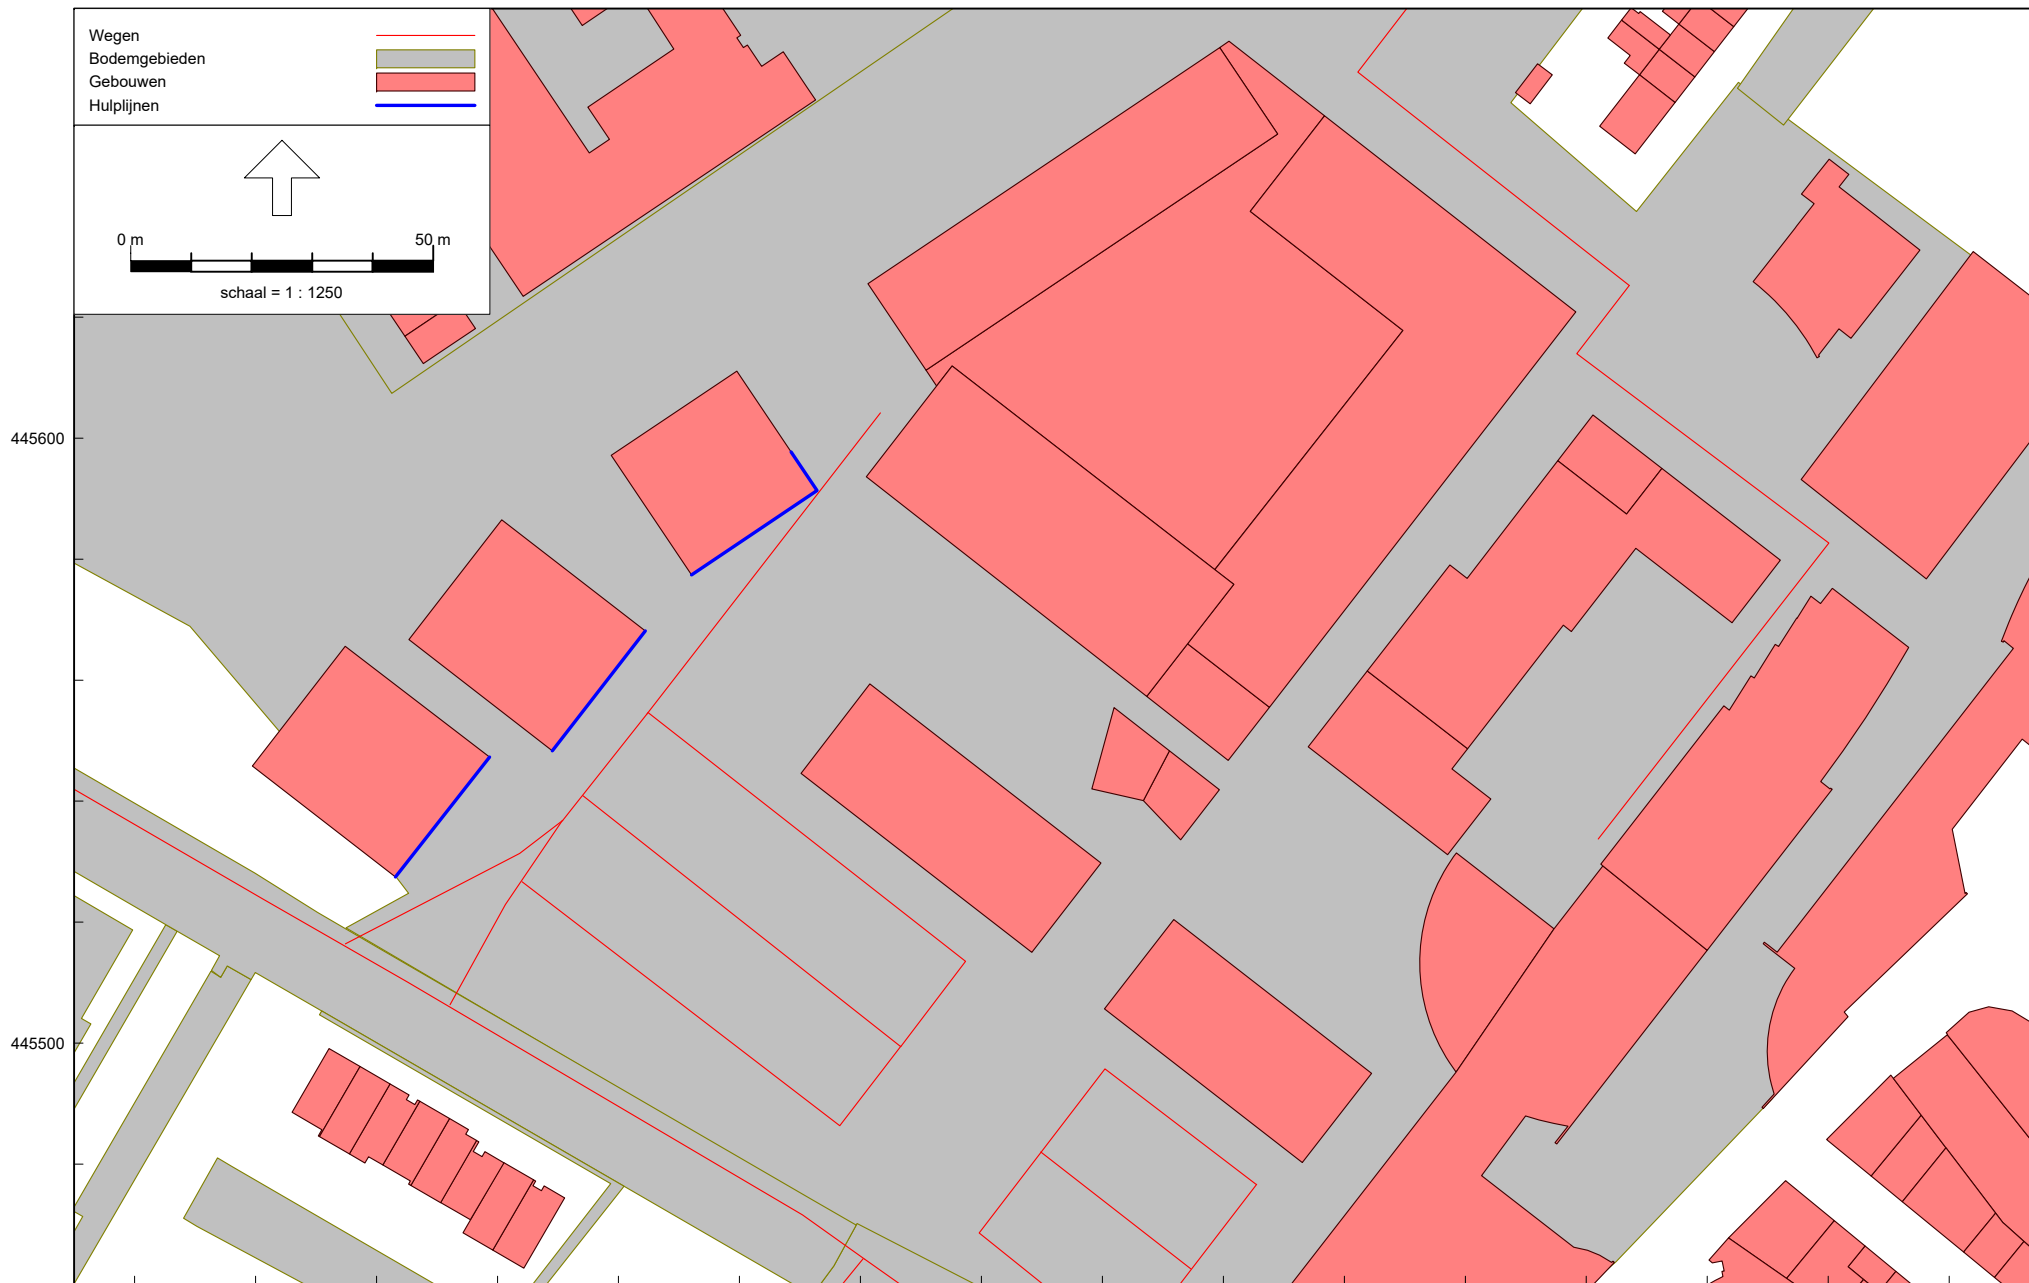 Wegen
Bodemgebieden
Gebouwen
Hulplijnen
0 m 50 m
schaal = 1 : 1250
445600
445500